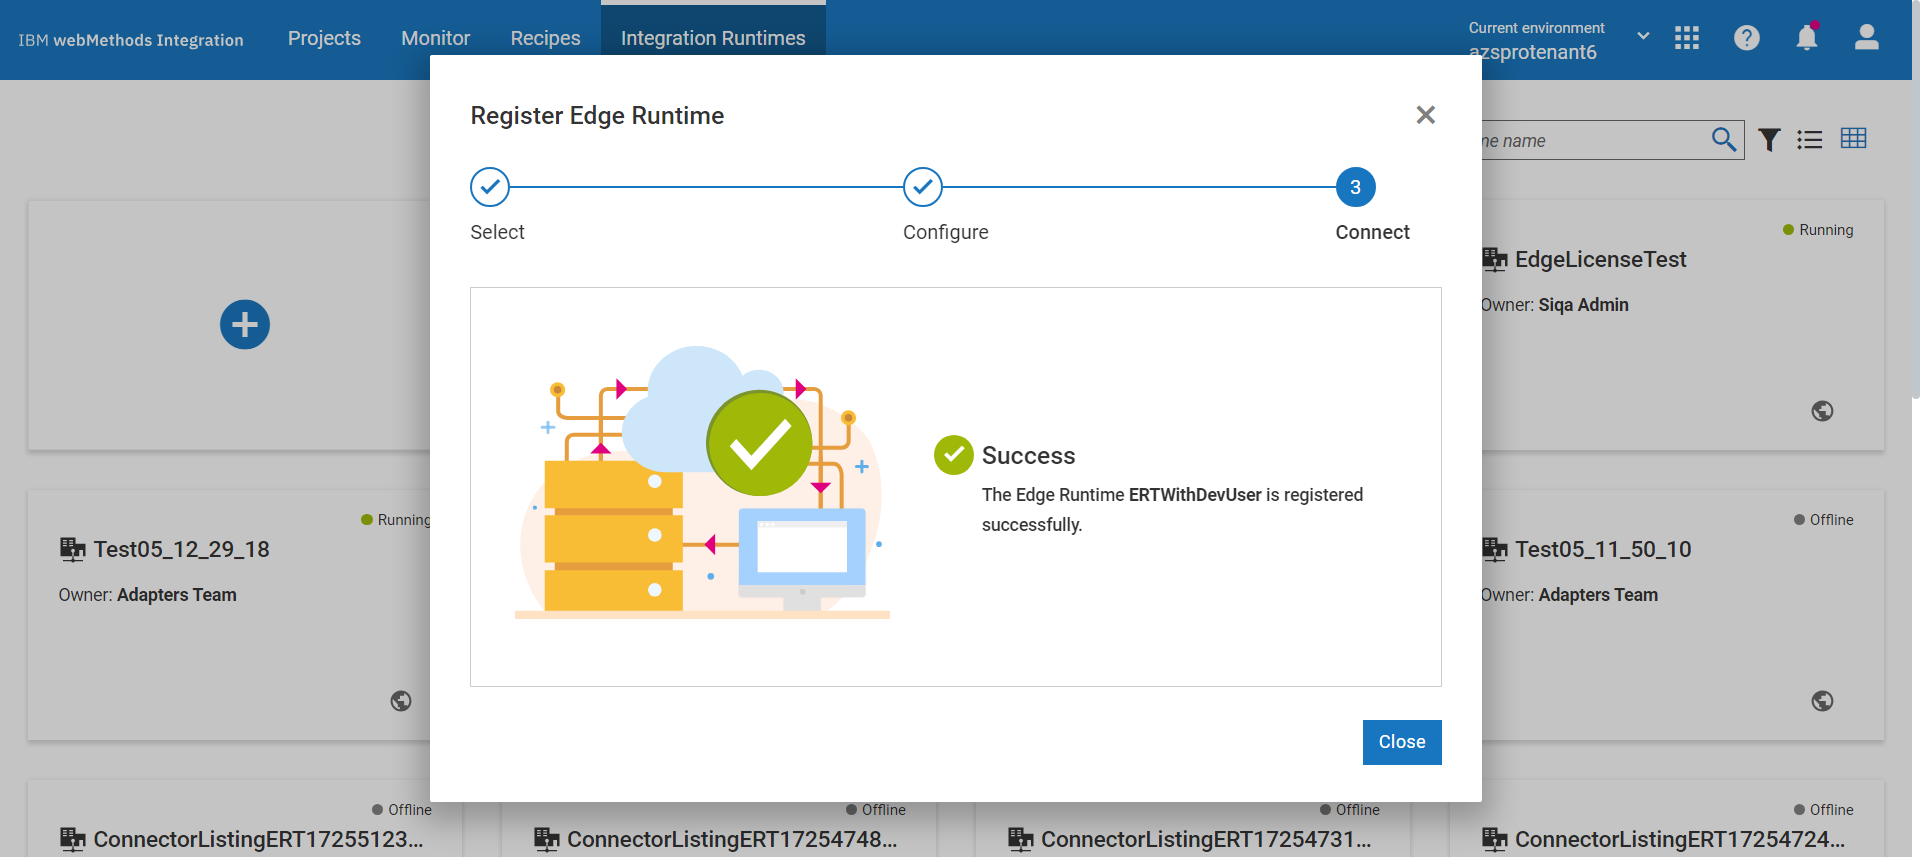 IBM webMethods Integration
Projects
Monitor
Recipes
Integration Runtimes
Current environment
azsprotenant6
Register Edge Runtime
3
Select
Configure
Connect
Success
The Edge Runtime ERTWithDevUser is registered
successfully.
Close
name
Running
EdgeLicenseTest
Owner: Siqa Admin
Running
Test05_12_29_18
Owner: Adapters Team
Offline
Test05_11_50_10
Owner: Adapters Team
Offline
ConnectorListingERT17255123...
Offline
ConnectorListingERT17254748...
Offline
ConnectorListingERT17254731...
Offline
ConnectorListingERT17254724...